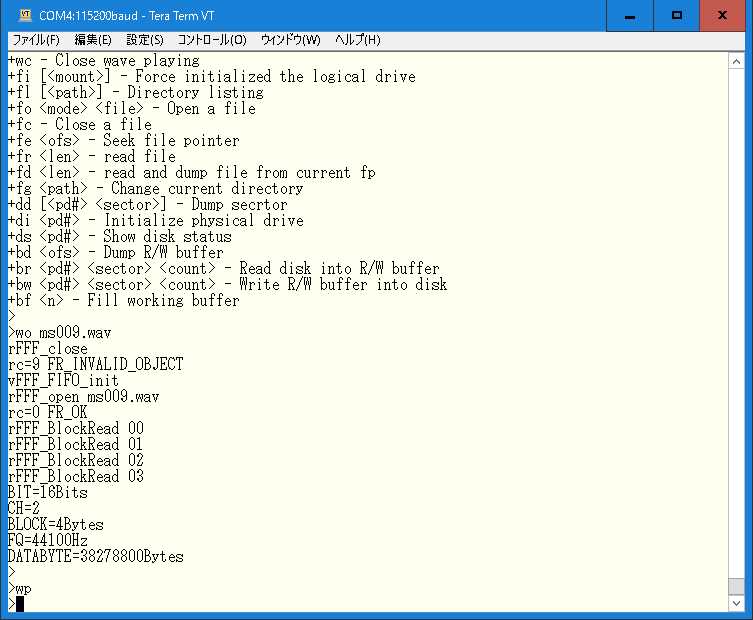 COM4:115200baud - Tera Term VT
ファイル(F) 編集(E) 設定(S) コントロール(O) ウィンドウ(W) ヘルプ(H)
+wc - Close wave playing
+fi [<mount>] - Force initialized the logical drive
+fl [<path>] - Directory listing
+fo <mode> <file> - Open a file
+fc - Close a file
+fe <ofs> - Seek file pointer
+fr <len> - read file
+fd <len> - read and dump file from current fp
+fg <path> - Change current directory
+dd [<pd#> <sector>] - Dump secrtor
+di <pd#> - Initialize physical drive
+ds <pd#> - Show disk status
+bd <ofs> - Dump R/W buffer
+br <pd#> <sector> <count> - Read disk into R/W buffer
+bw <pd#> <sector> <count> - Write R/W buffer into disk
+bf <n> - Fill working buffer
>
>wo ms009.wav
rFFF_close
rc=9 FR_INVALID_OBJECT
vFFF_FIFO_init
rFFF_open ms009.wav
rc=0 FR_OK
rFFF_BlockRead 00
rFFF_BlockRead 01
rFFF_BlockRead 02
rFFF_BlockRead 03
BIT=16Bits
CH=2
BLOCK=4Bytes
FQ=44100Hz
DATABYTE=38278800Bytes
>
>wp
>